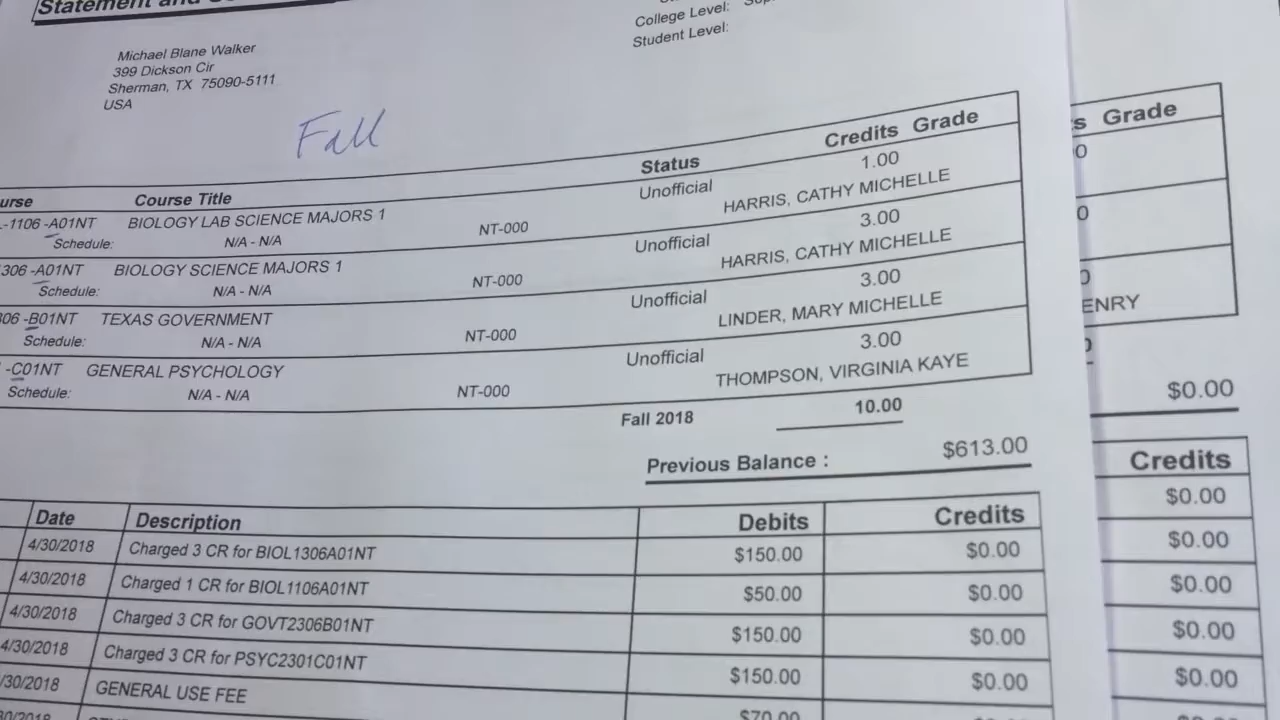 Statement and
College Level:
Student Level:
Michael Blane Walker
399 Dickson Cir
Sherman, TX 75090-5111
USA
Fall
urse Course Title Status Credits Grade
-1106 -A01NT BIOLOGY LAB SCIENCE MAJORS 1 NT-000 Unofficial 1.00
Schedule: N/A - N/A HARRIS, CATHY MICHELLE
306 -A01NT BIOLOGY SCIENCE MAJORS 1 NT-000 Unofficial 3.00
Schedule: N/A - N/A HARRIS, CATHY MICHELLE
306 -B01NT TEXAS GOVERNMENT NT-000 Unofficial 3.00
Schedule: N/A - N/A LINDER, MARY MICHELLE
-C01NT GENERAL PSYCHOLOGY NT-000 Unofficial 3.00
Schedule: N/A - N/A THOMPSON, VIRGINIA KAYE
Fall 2018 10.00
Previous Balance : $613.00
Date Description Debits Credits
4/30/2018 Charged 3 CR for BIOL1306A01NT $150.00 $0.00
4/30/2018 Charged 1 CR for BIOL1106A01NT $50.00 $0.00
4/30/2018 Charged 3 CR for GOVT2306B01NT $150.00 $0.00
4/30/2018 Charged 3 CR for PSYC2301C01NT $150.00 $0.00
/30/2018 GENERAL USE FEE $70.00
s Grade
0
0
0
ENRY
$0.00
Credits
$0.00
$0.00
$0.00
$0.00
$0.00